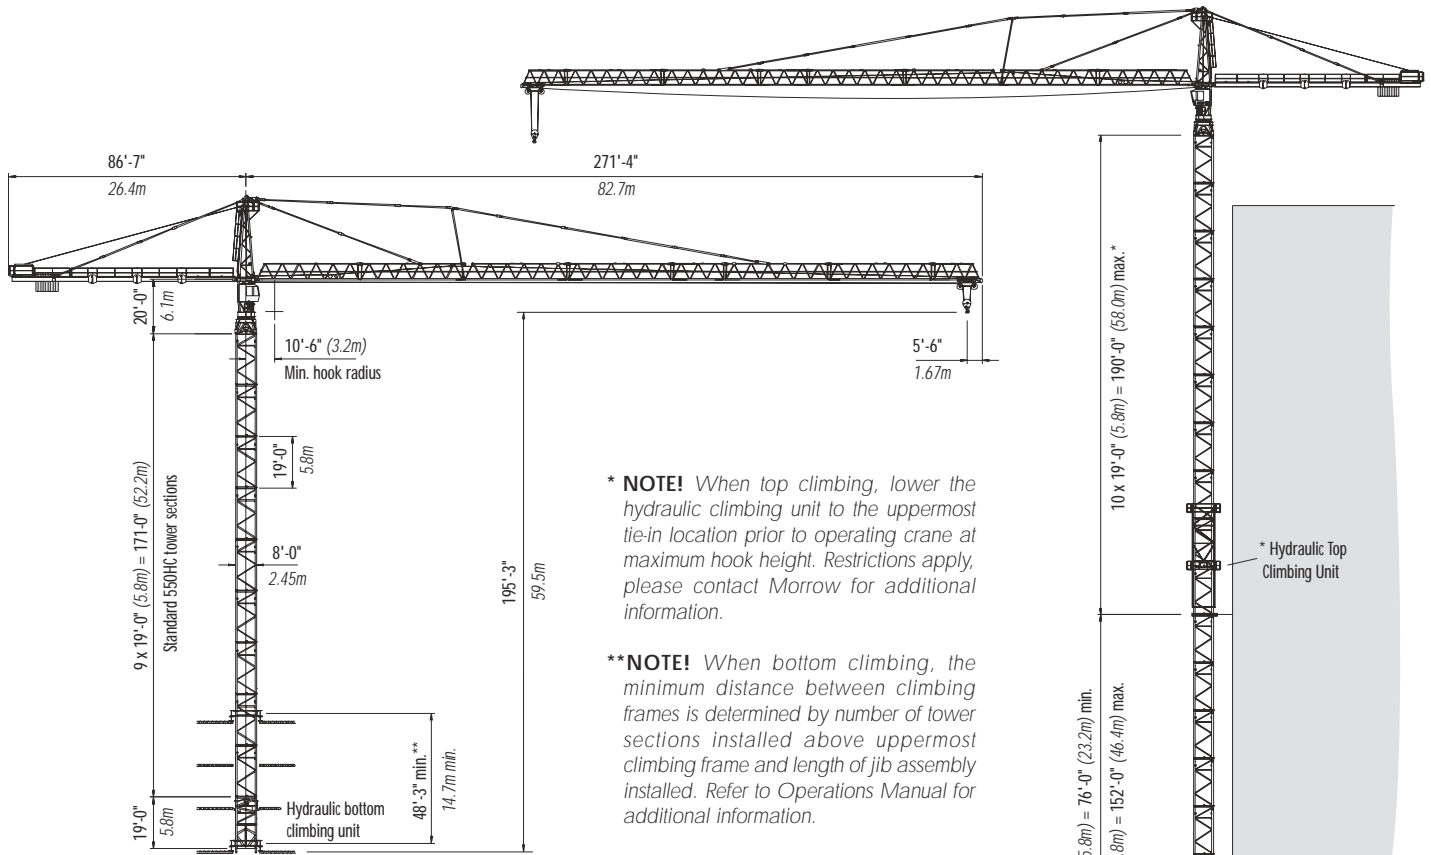 86'-7"
26.4m
271'-4"
82.7m
20'-0"
6.1m
10'-6" (3.2m)
Min. hook radius
5'-6"
1.67m
9 x 19'-0" (5.8m) = 171-0" (52.2m)
Standard 550HC tower sections
19'-0"
5.8m
8'-0"
2.45m
195'-3"
59.5m
48'-3" min.**
14.7m min.
19'-0"
5.8m
Hydraulic bottom
climbing unit
* NOTE! When top climbing, lower the
hydraulic climbing unit to the uppermost
tie-in location prior to operating crane at
maximum hook height. Restrictions apply,
please contact Morrow for additional
information.
**NOTE! When bottom climbing, the
minimum distance between climbing
frames is determined by number of tower
sections installed above uppermost
climbing frame and length of jib assembly
installed. Refer to Operations Manual for
additional information.
10 x 19'-0" (5.8m) = 190'-0" (58.0m) max.*
* Hydraulic Top
Climbing Unit
5.8m) = 76'-0" (23.2m) min.
.8m) = 152'-0" (46.4m) max.